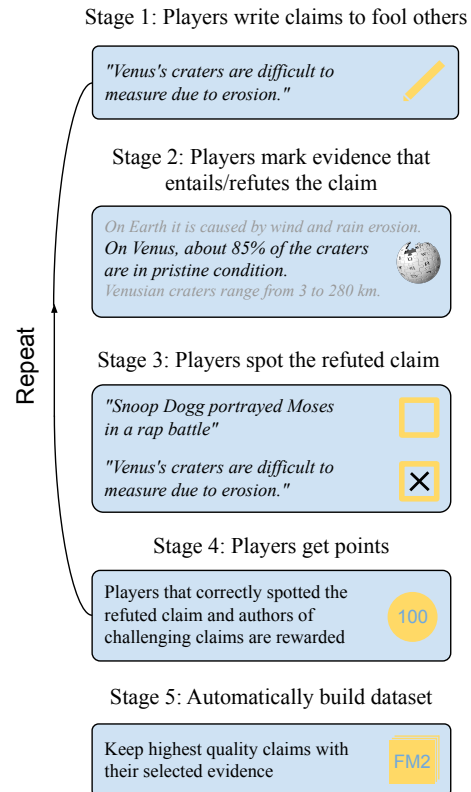 Stage 1: Players write claims to fool others
"Venus's craters are difficult to
measure due to erosion."
Stage 2: Players mark evidence that
entails/refutes the claim
On Earth it is caused by wind and rain erosion.
On Venus, about 85% of the craters
are in pristine condition.
Venusian craters range from 3 to 280 km.
Repeat
Stage 3: Players spot the refuted claim
"Snoop Dogg portrayed Moses
in a rap battle"
"Venus's craters are difficult to
measure due to erosion."
Stage 4: Players get points
Players that correctly spotted the
refuted claim and authors of
challenging claims are rewarded
100
Stage 5: Automatically build dataset
Keep highest quality claims with
their selected evidence
FM2